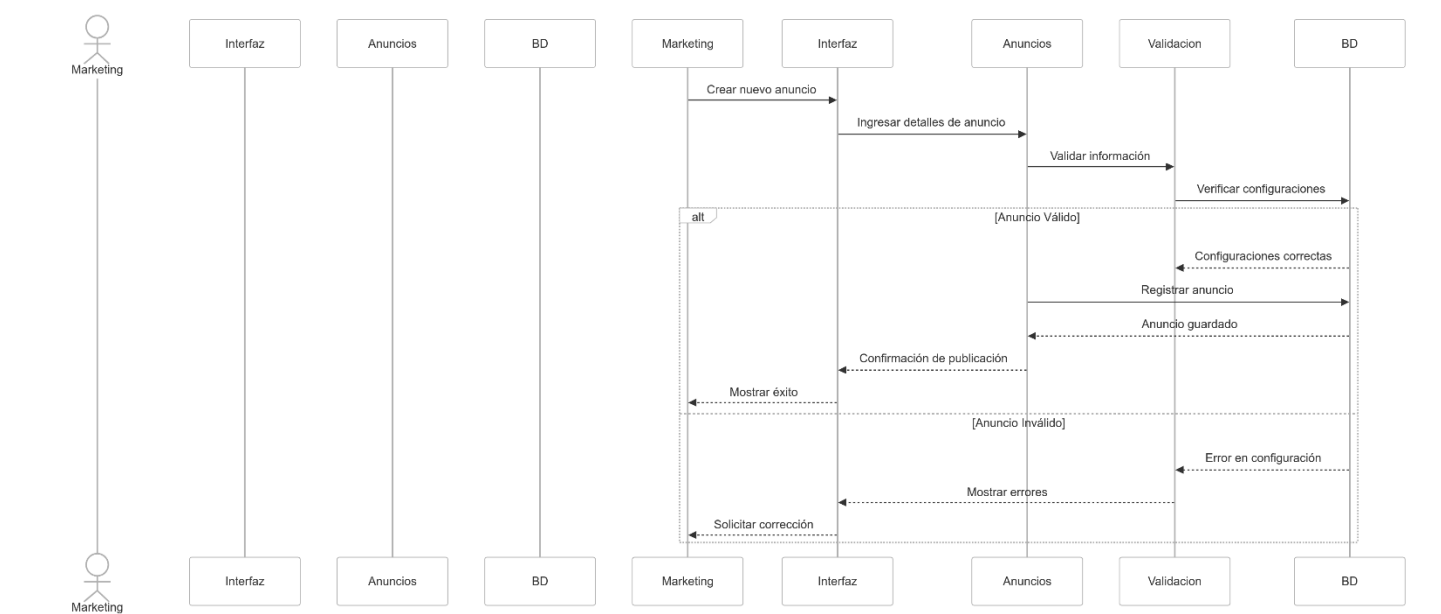 Marketing
Interfaz
Anuncios
BD
Marketing
Interfaz
Anuncios
Validacion
BD
Crear nuevo anuncio
Ingresar detalles de anuncio
Validar información
Verificar configuraciones
alt
[Anuncio Válido]
Configuraciones correctas
Registrar anuncio
Anuncio guardado
Confirmación de publicación
Mostrar éxito
[Anuncio Inválido]
Error en configuración
Mostrar errores
Solicitar corrección
Marketing
Interfaz
Anuncios
BD
Marketing
Interfaz
Anuncios
Validacion
BD